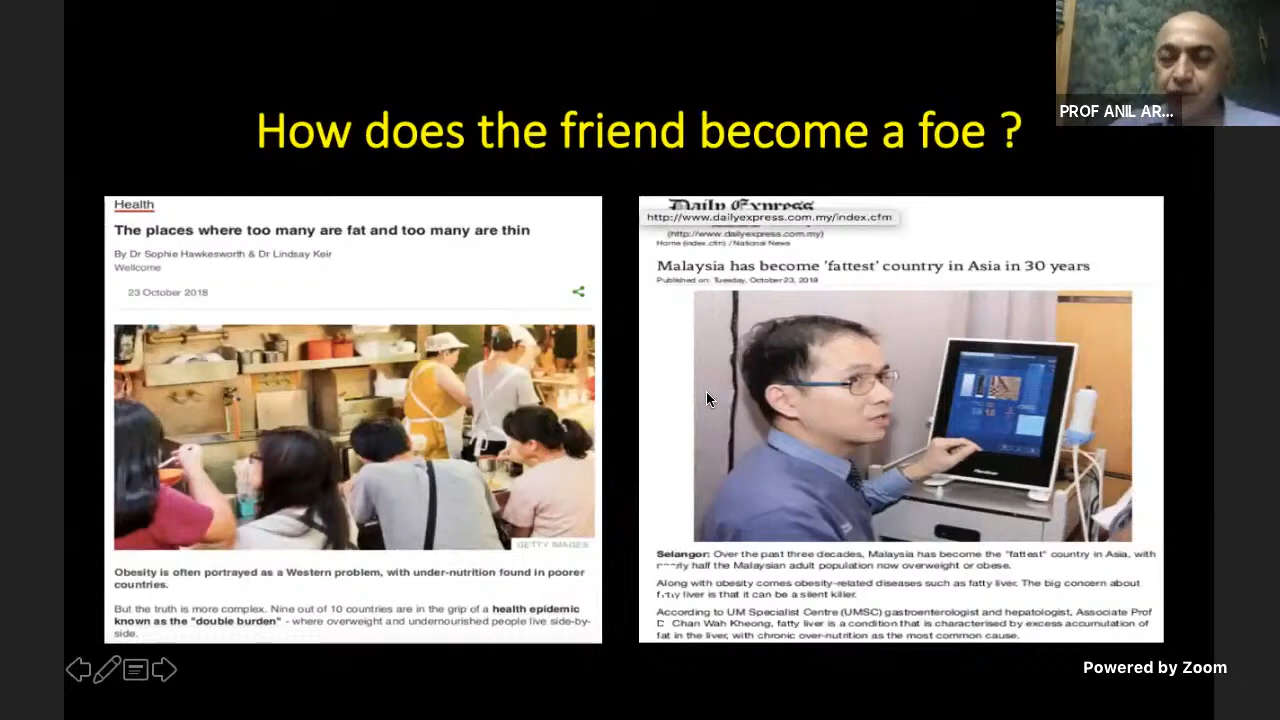 PROF ANIL AR...
How does the friend become a foe ?
Health
The places where too many are fat and too many are thin
By Dr Sophie Hawkesworth & Dr Lindsay Keir
Wellcome
23 October 2018
GETTY IMAGES
Obesity is often portrayed as a Western problem, with under-nutrition found in poorer
countries.
But the truth is more complex. Nine out of 10 countries are in the grip of a health epidemic
known as the "double burden" - where overweight and undernourished people live side-by-
side.
Daily Express
http://www.dailyexpress.com.my/index.cfm
(http://www.dailyexpress.com.my)
Home (index.cfm) / National News
Malaysia has become 'fattest' country in Asia in 30 years
Published on: Tuesday, October 23, 2018
Selangor: Over the past three decades, Malaysia has become the "fattest" country in Asia, with
nearly half the Malaysian adult population now overweight or obese.
Along with obesity comes obesity-related diseases such as fatty liver. The big concern about
fatty liver is that it can be a silent killer.
According to UM Specialist Centre (UMSC) gastroenterologist and hepatologist, Associate Prof
Chan Wah Kheong, fatty liver is a condition that is characterised by excess accumulation of
fat in the liver, with chronic over-nutrition as the most common cause.
Powered by Zoom